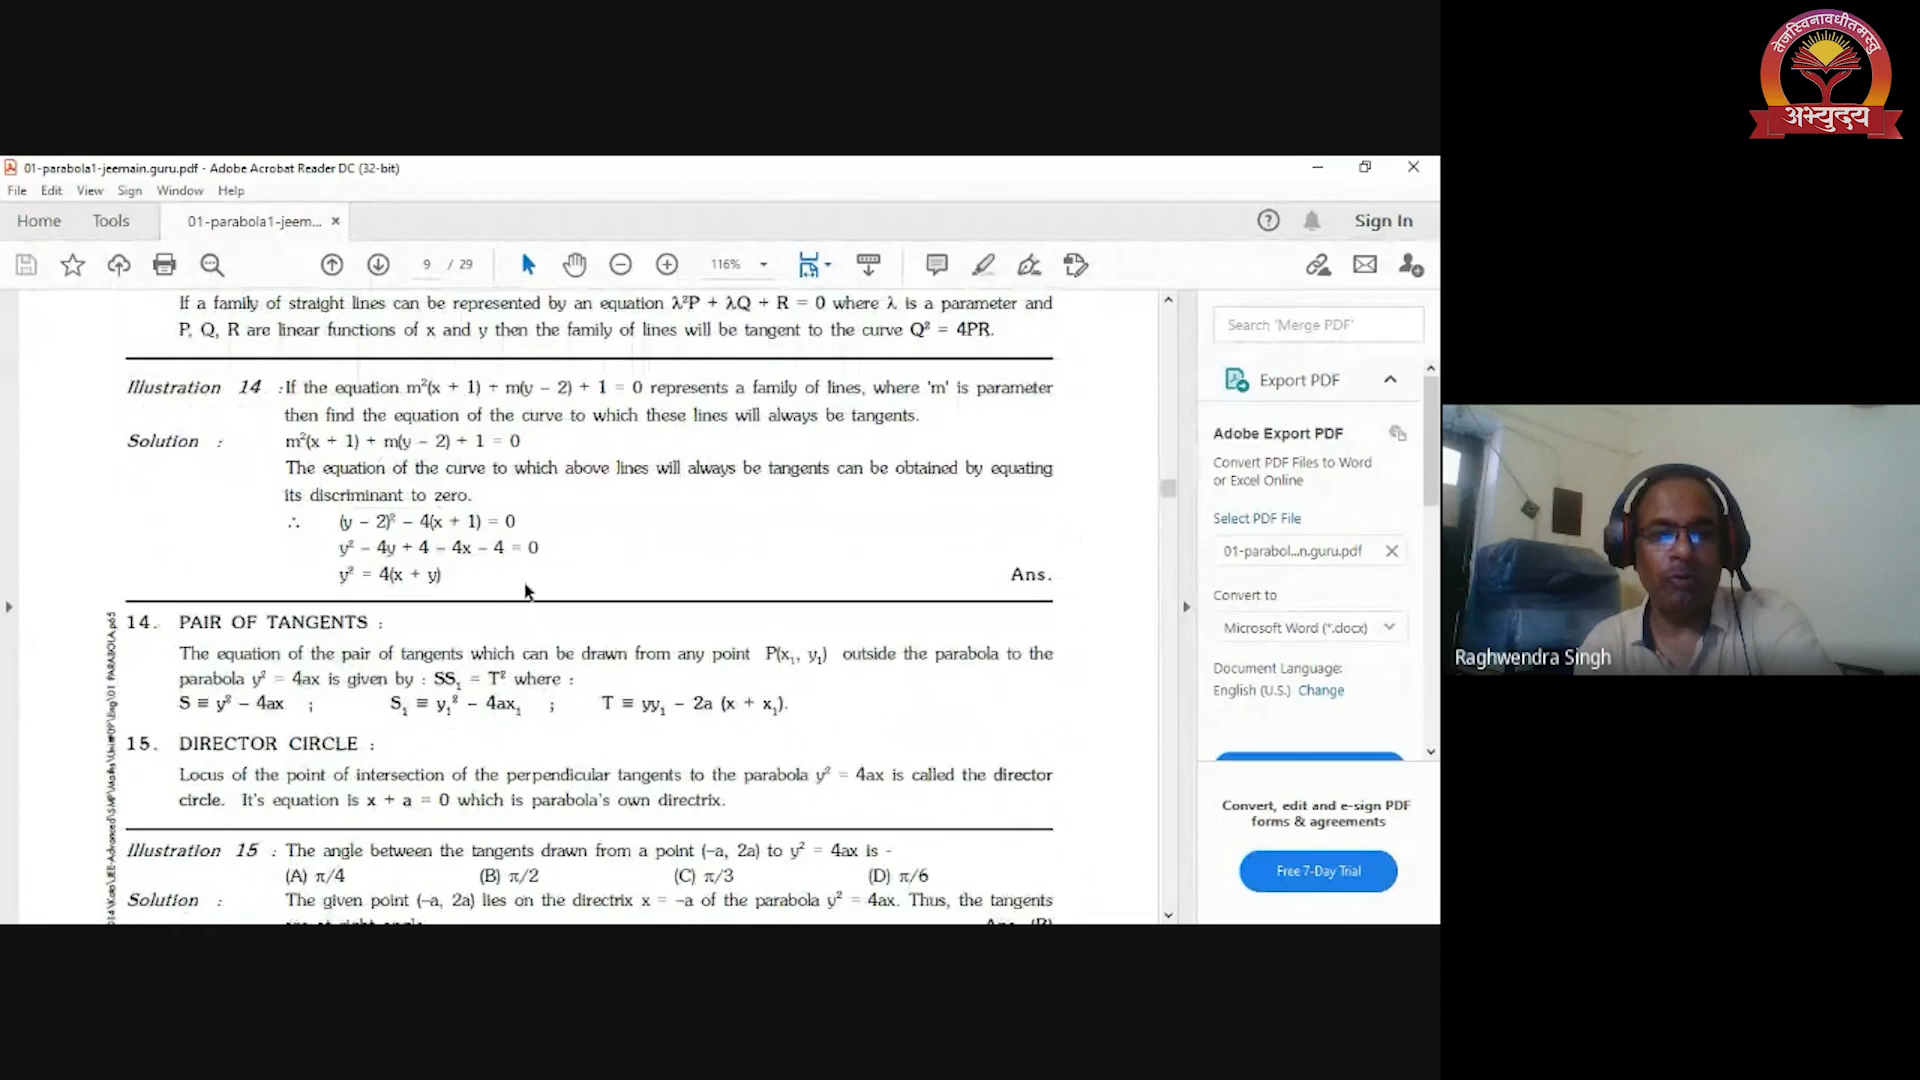 तेजस्विनावधीतमस्तु
अभ्युदय
01-parabola1-jeemain.guru.pdf - Adobe Acrobat Reader DC (32-bit)
File Edit View Sign Window Help
Home Tools 01-parabola1-jeem... × Sign In
9 / 29 116%
If a family of straight lines can be represented by an equation λ²P + λQ + R = 0 where λ is a parameter and
P, Q, R are linear functions of x and y then the family of lines will be tangent to the curve Q² = 4PR.
Illustration 14 : If the equation m²(x + 1) + m(y – 2) + 1 = 0 represents a family of lines, where 'm' is parameter
then find the equation of the curve to which these lines will always be tangents.
Solution : m²(x + 1) + m(y – 2) + 1 = 0
The equation of the curve to which above lines will always be tangents can be obtained by equating
its discriminant to zero.
∴ (y – 2)² – 4(x + 1) = 0
y² – 4y + 4 – 4x – 4 = 0
y² = 4(x + y) Ans.
14. PAIR OF TANGENTS :
The equation of the pair of tangents which can be drawn from any point P(x₁, y₁) outside the parabola to the
parabola y² = 4ax is given by : SS₁ = T² where :
S ≡ y² – 4ax ; S₁ ≡ y₁² – 4ax₁ ; T ≡ yy₁ – 2a (x + x₁).
15. DIRECTOR CIRCLE :
Locus of the point of intersection of the perpendicular tangents to the parabola y² = 4ax is called the director
circle. It's equation is x + a = 0 which is parabola's own directrix.
Illustration 15 : The angle between the tangents drawn from a point (–a, 2a) to y² = 4ax is -
(A) π/4 (B) π/2 (C) π/3 (D) π/6
Solution : The given point (–a, 2a) lies on the directrix x = –a of the parabola y² = 4ax. Thus, the tangents
are at right angle. Ans. (B)
Search 'Merge PDF'
Export PDF
Adobe Export PDF
Convert PDF Files to Word
or Excel Online
Select PDF File
01-parabol...n.guru.pdf ×
Convert to
Microsoft Word (*.docx)
Document Language:
English (U.S.) Change
Convert, edit and e-sign PDF
forms & agreements
Free 7-Day Trial
Raghwendra Singh